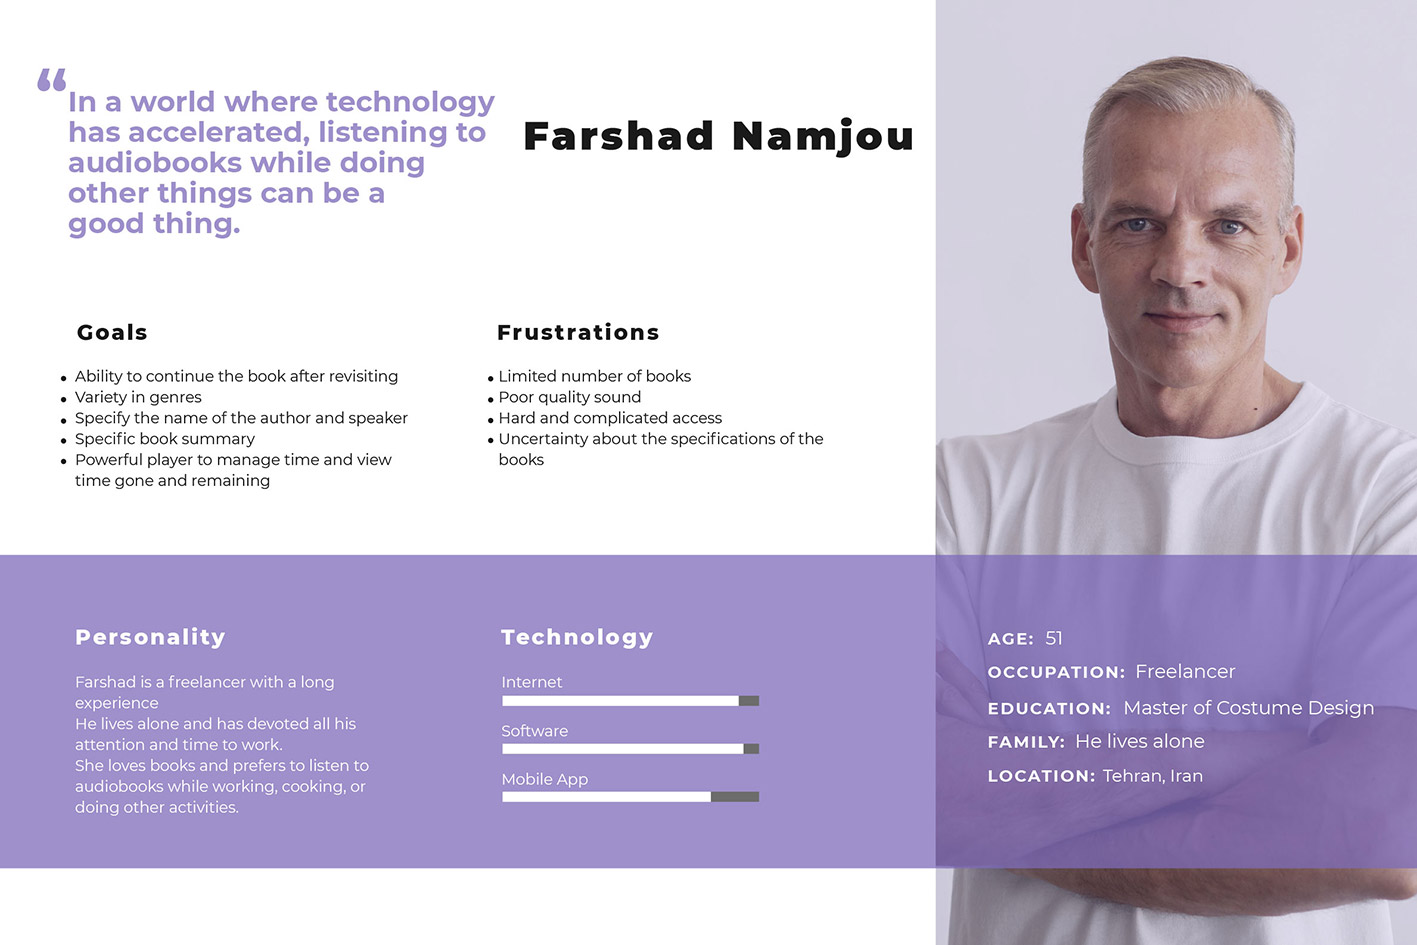 “
In a world where technology
has accelerated, listening to
audiobooks while doing
other things can be a
good thing.
Farshad Namjou
Goals
• Ability to continue the book after revisiting
• Variety in genres
• Specify the name of the author and speaker
• Specific book summary
• Powerful player to manage time and view
time gone and remaining
Frustrations
• Limited number of books
• Poor quality sound
• Hard and complicated access
• Uncertainty about the specifications of the
books
Personality
Farshad is a freelancer with a long
experience
He lives alone and has devoted all his
attention and time to work.
She loves books and prefers to listen to
audiobooks while working, cooking, or
doing other activities.
Technology
Internet
Software
Mobile App
AGE: 51
OCCUPATION: Freelancer
EDUCATION: Master of Costume Design
FAMILY: He lives alone
LOCATION: Tehran, Iran